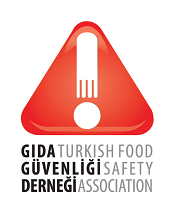 GIDA TURKISH FOOD
GÜVENLİĞİ SAFETY
DERNEĞİ ASSOCIATION